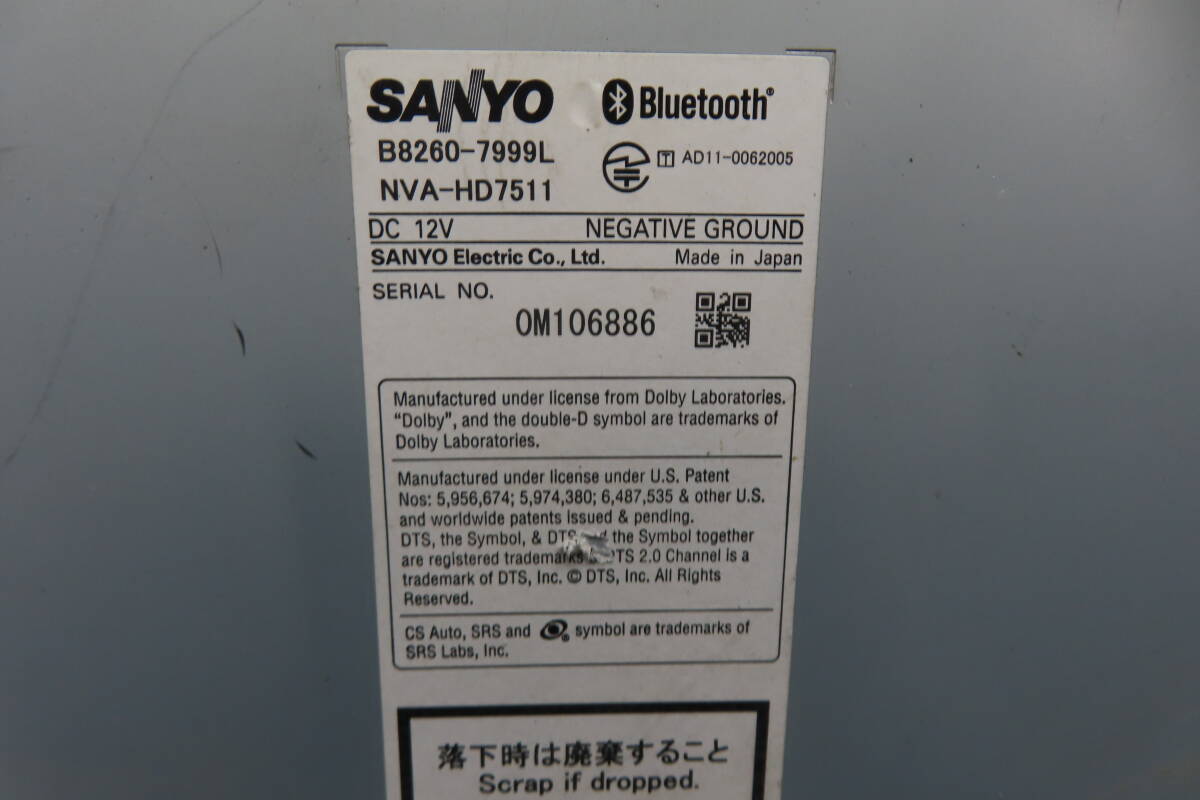 SANYO Bluetooth®
B8260-7999L
T AD11-0062005
NVA-HD7511
DC 12V NEGATIVE GROUND
SANYO Electric Co., Ltd. Made in Japan
SERIAL NO.
0M106886
Manufactured under license from Dolby Laboratories.
“Dolby”, and the double-D symbol are trademarks of
Dolby Laboratories.
Manufactured under license under U.S. Patent
Nos: 5,956,674; 5,974,380; 6,487,535 & other U.S.
and worldwide patents issued & pending.
DTS, the Symbol, & DTS the Symbol together
are registered trademarks DTS 2.0 Channel is a
trademark of DTS, Inc. © DTS, Inc. All Rights
Reserved.
CS Auto, SRS and symbol are trademarks of
SRS Labs, Inc.
落下時は廃棄すること
Scrap if dropped.